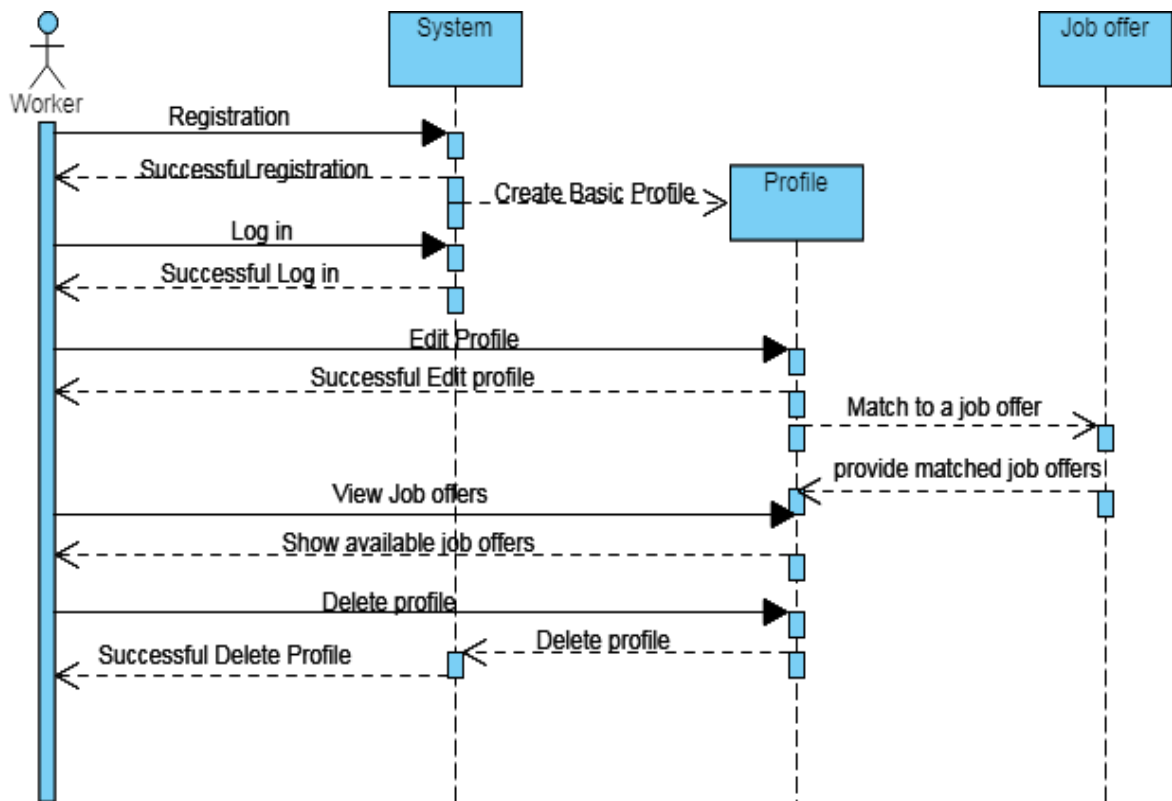 System
Job offer
Worker
Registration
Successful registration
Create Basic Profile
Profile
Log in
Successful Log in
Edit Profile
Successful Edit profile
Match to a job offer
provide matched job offers
View Job offers
Show available job offers
Delete profile
Delete profile
Successful Delete Profile